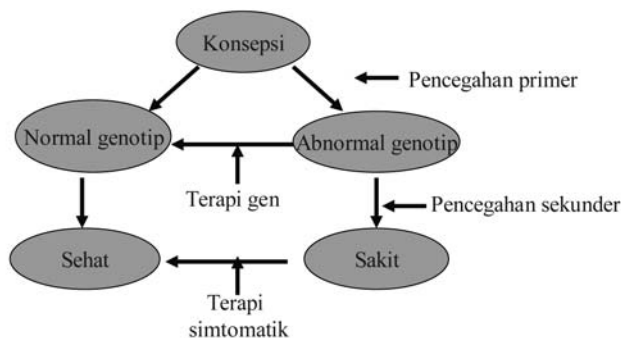 Konsepsi
Pencegahan primer
Normal genotip
Abnormal genotip
Terapi gen
Pencegahan sekunder
Sehat
Sakit
Terapi
simtomatik